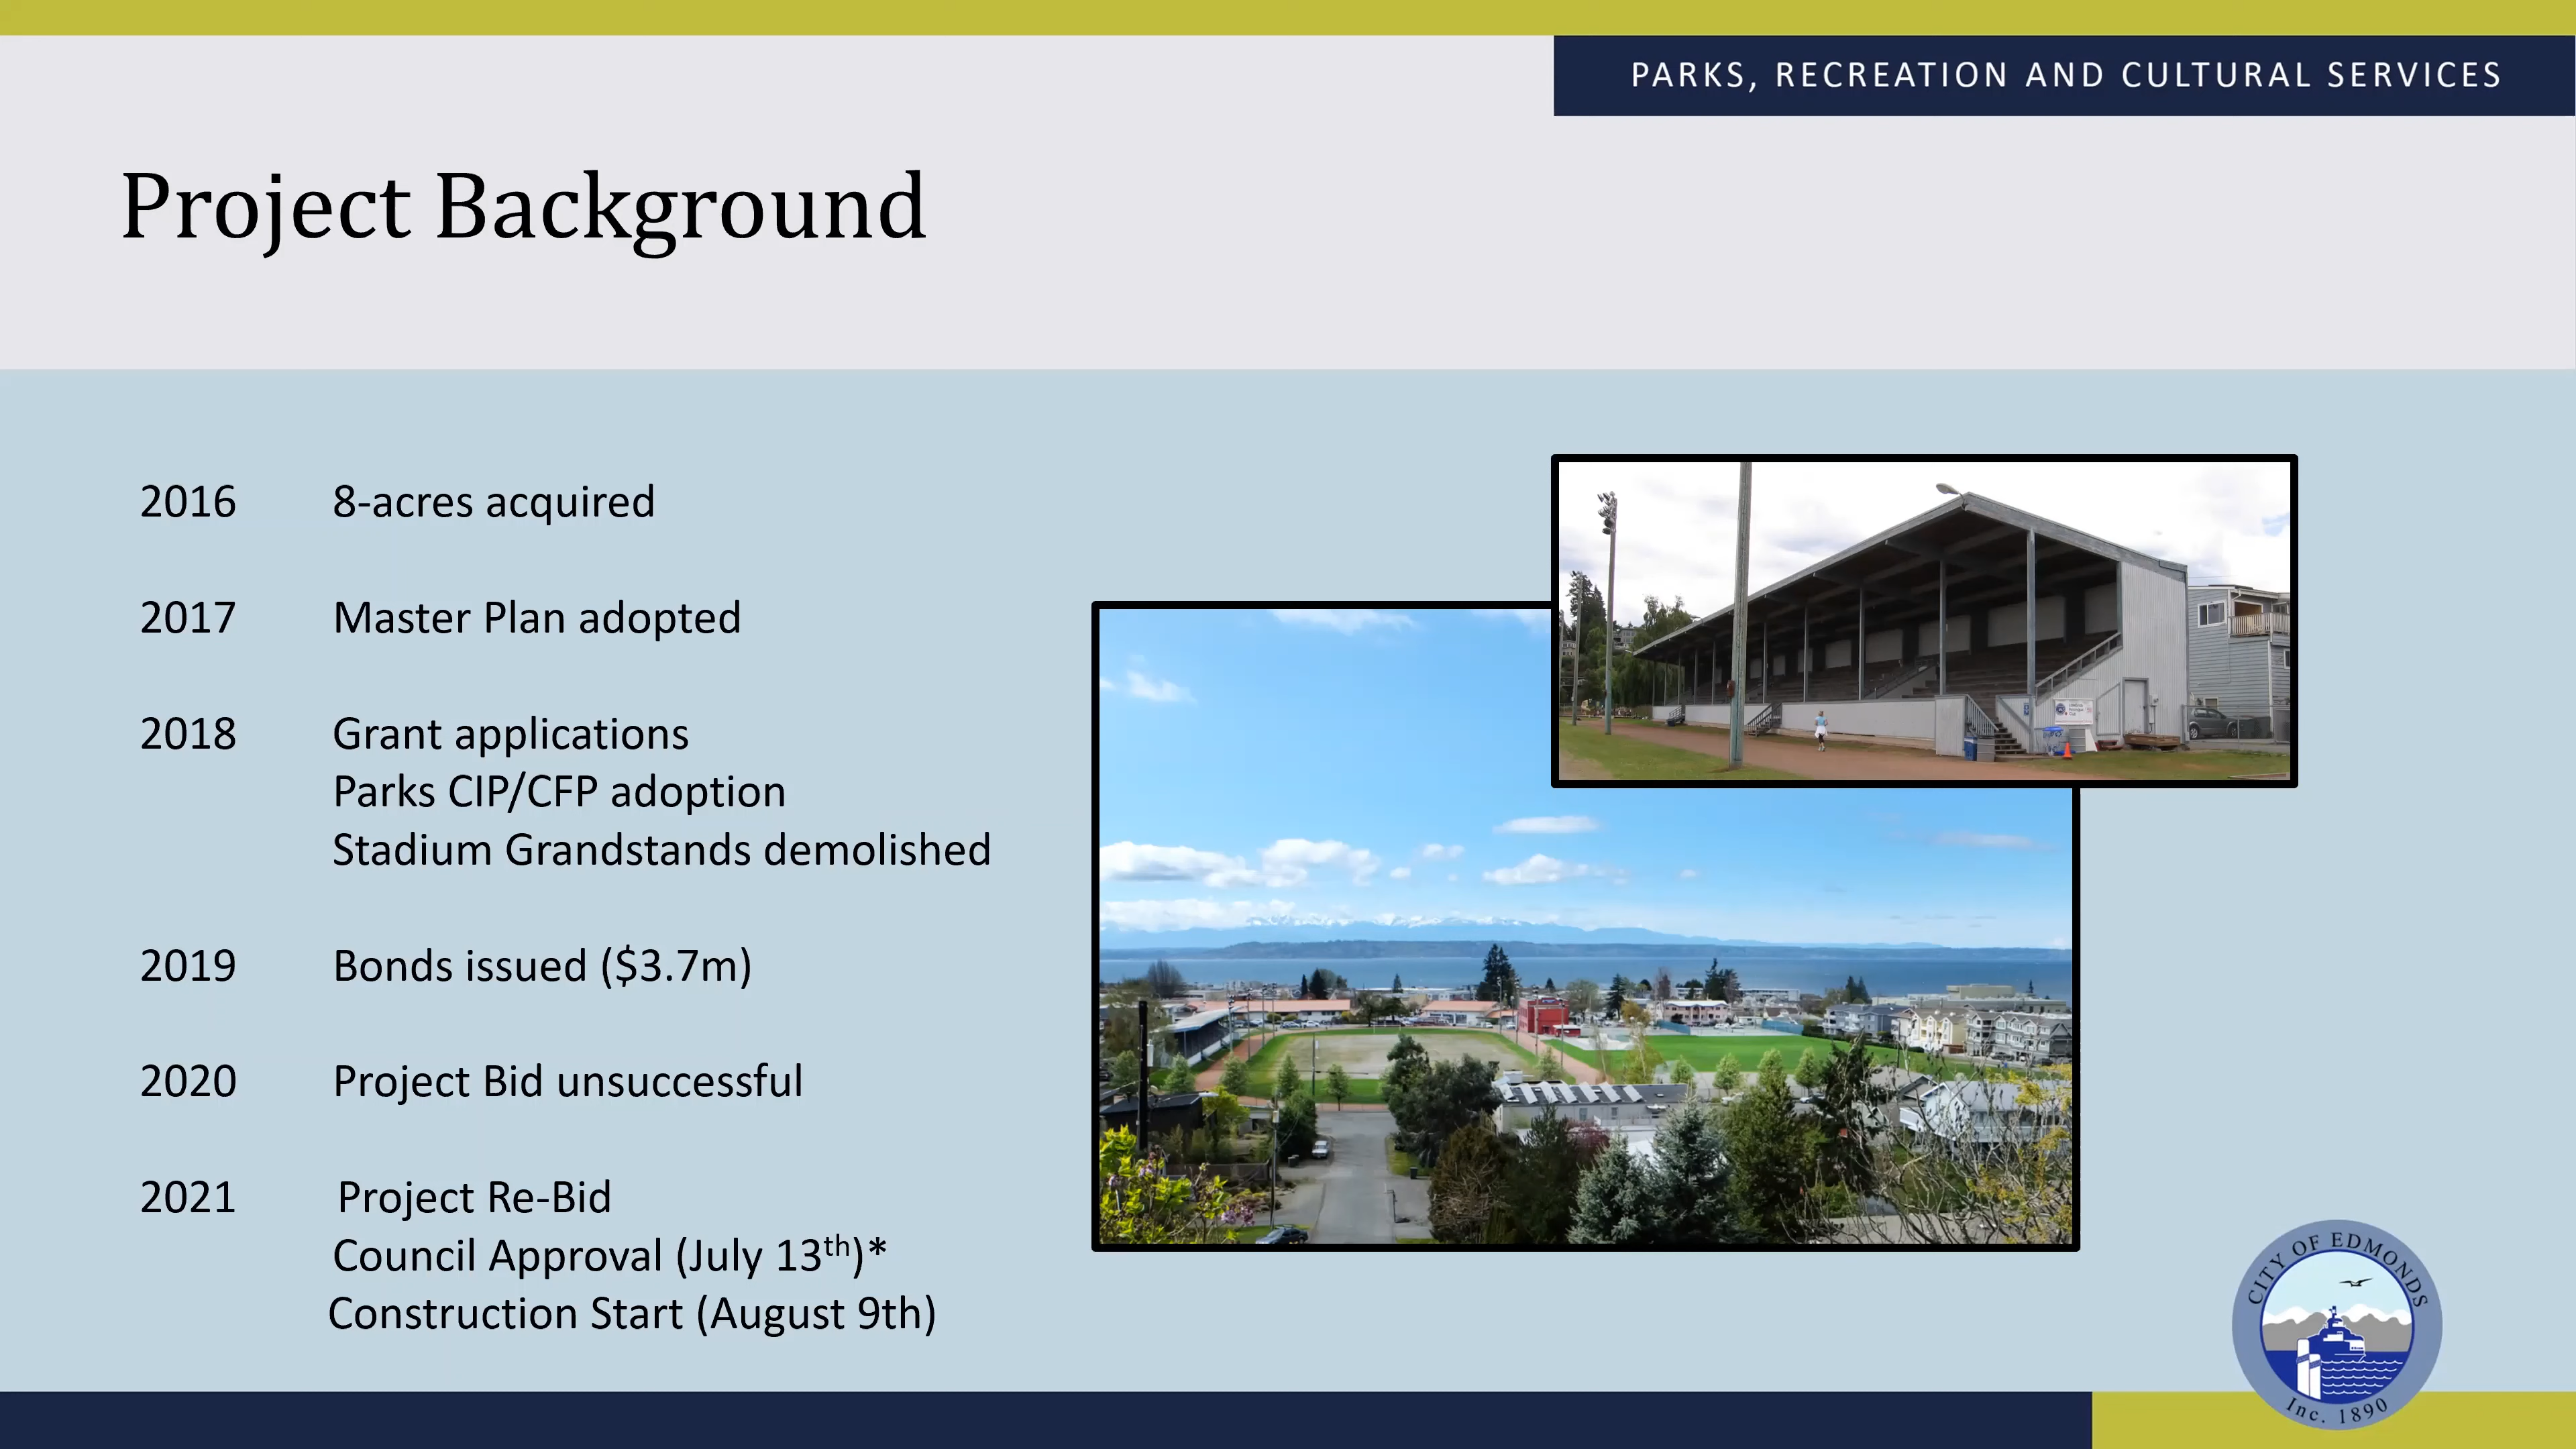 PARKS, RECREATION AND CULTURAL SERVICES
Project Background
2016 8-acres acquired
2017 Master Plan adopted
2018 Grant applications
Parks CIP/CFP adoption
Stadium Grandstands demolished
2019 Bonds issued ($3.7m)
2020 Project Bid unsuccessful
2021 Project Re-Bid
Council Approval (July 13th)*
Construction Start (August 9th)
CITY OF EDMONDS
Inc. 1890